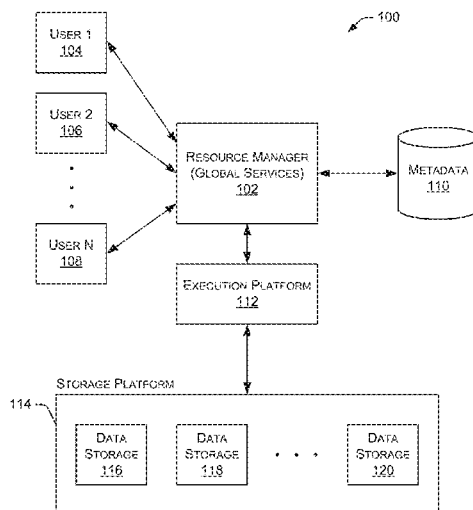 100
USER 1
104
USER 2
106
USER N
108
RESOURCE MANAGER
(GLOBAL SERVICES)
102
METADATA
110
EXECUTION PLATFORM
112
STORAGE PLATFORM
114
DATA
STORAGE
116
DATA
STORAGE
118
DATA
STORAGE
120